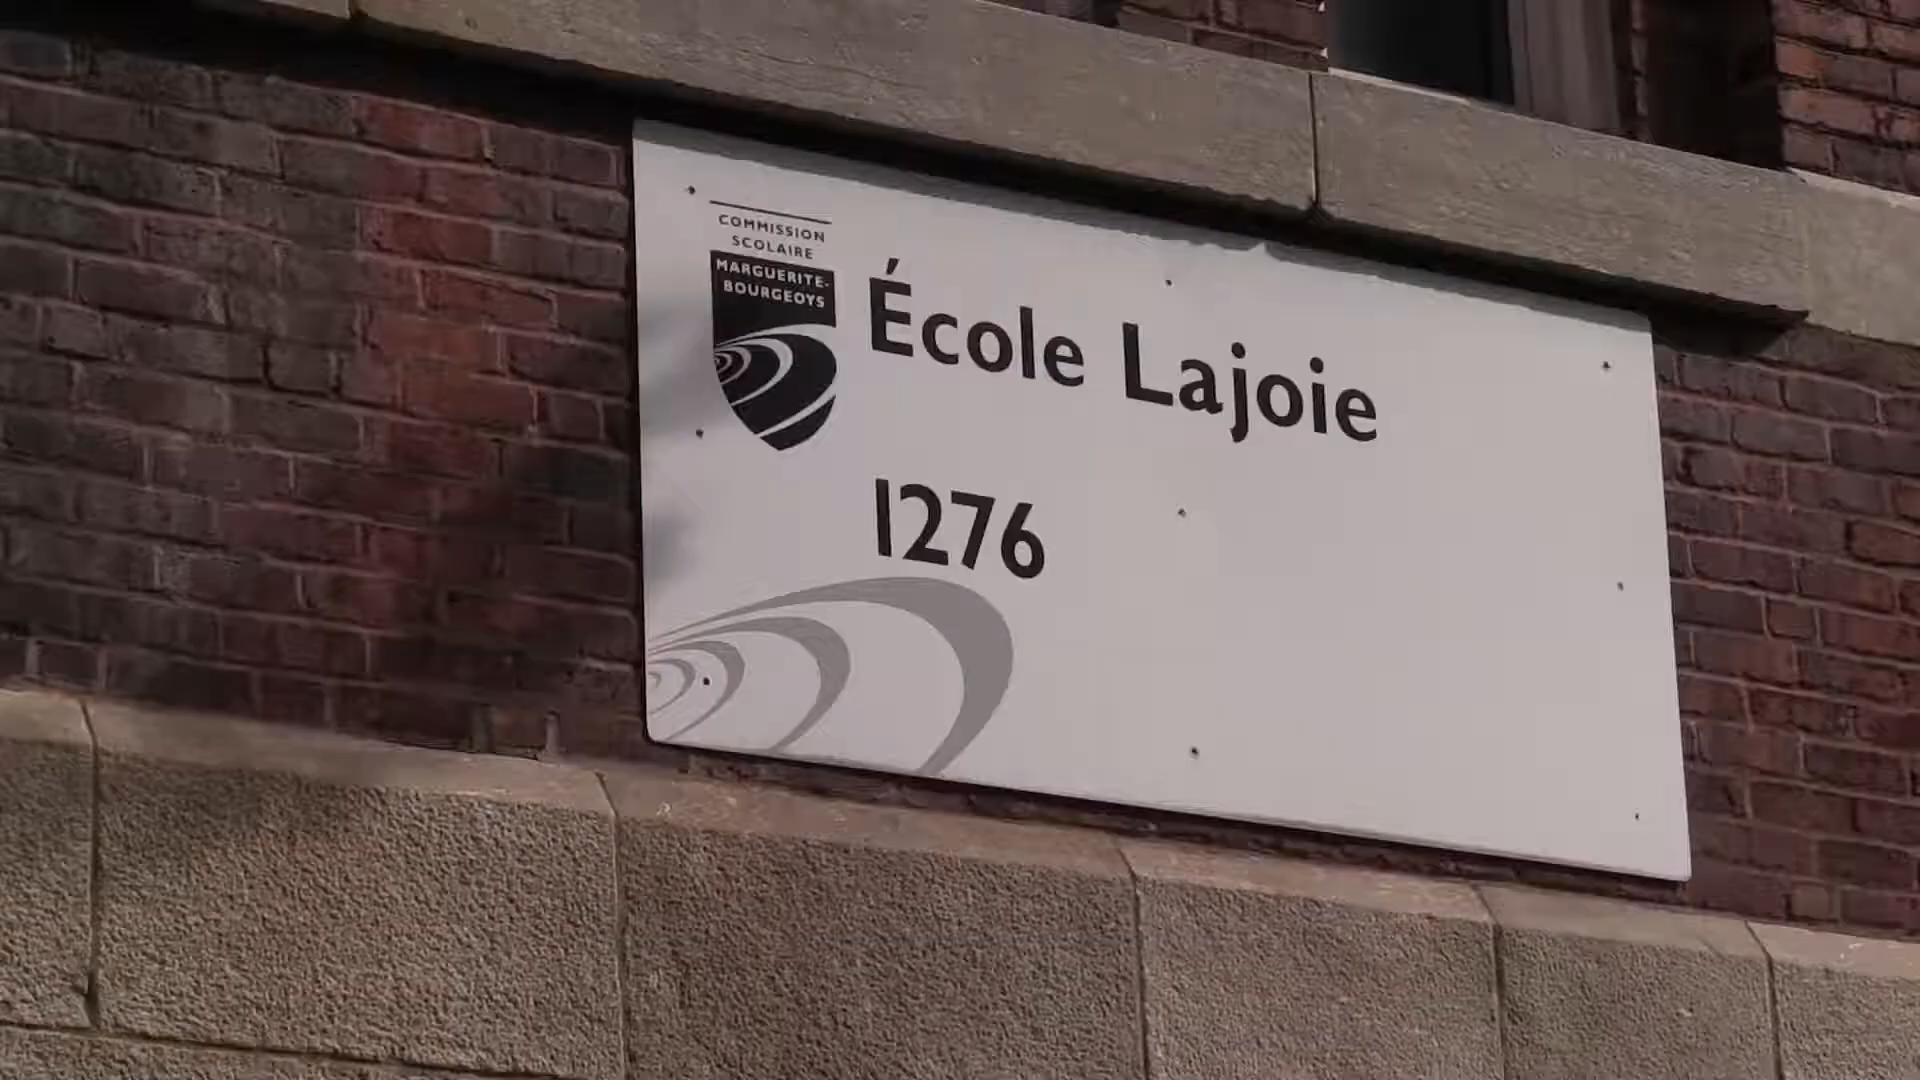 COMMISSION
SCOLAIRE
MARGUERITE-
BOURGEOYS
École Lajoie
1276